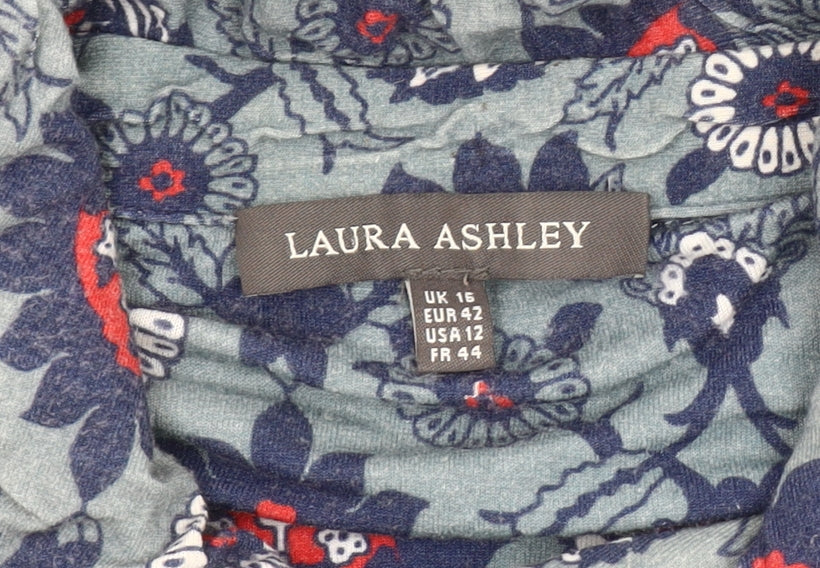 LAURA ASHLEY
UK 16
EUR 42
USA 12
FR 44